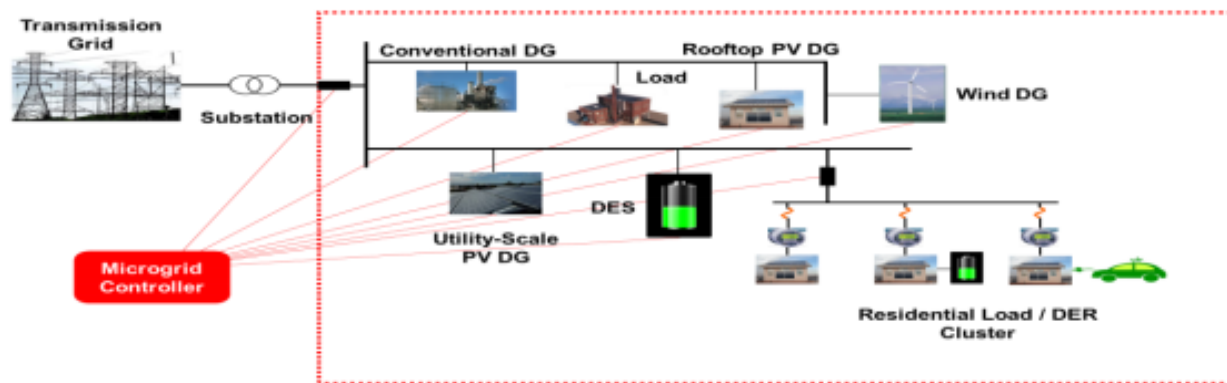 Transmission
Grid
Substation
Conventional DG
Load
Rooftop PV DG
Wind DG
Utility-Scale
PV DG
DES
Microgrid
Controller
Residential Load / DER
Cluster